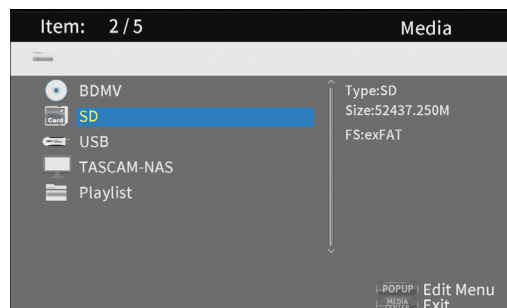 Item: 2/5
Media
BDMV
Card
SD
USB
TASCAM-NAS
Playlist
Type:SD
Size:52437.250M
FS:exFAT
POPUP Edit Menu
MEDIA CENTER Exit